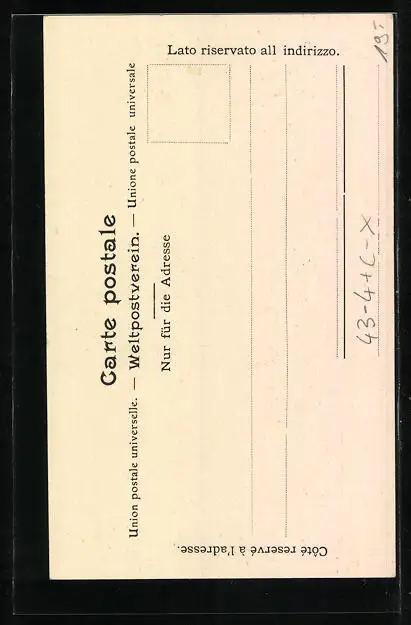 Carte postale
Union postale universelle. — Weltpostverein. — Unione postale universale
Nur für die Adresse
Côté reservé à l'adresse.
Lato riservato all indirizzo.
19.-
43-4+C-X